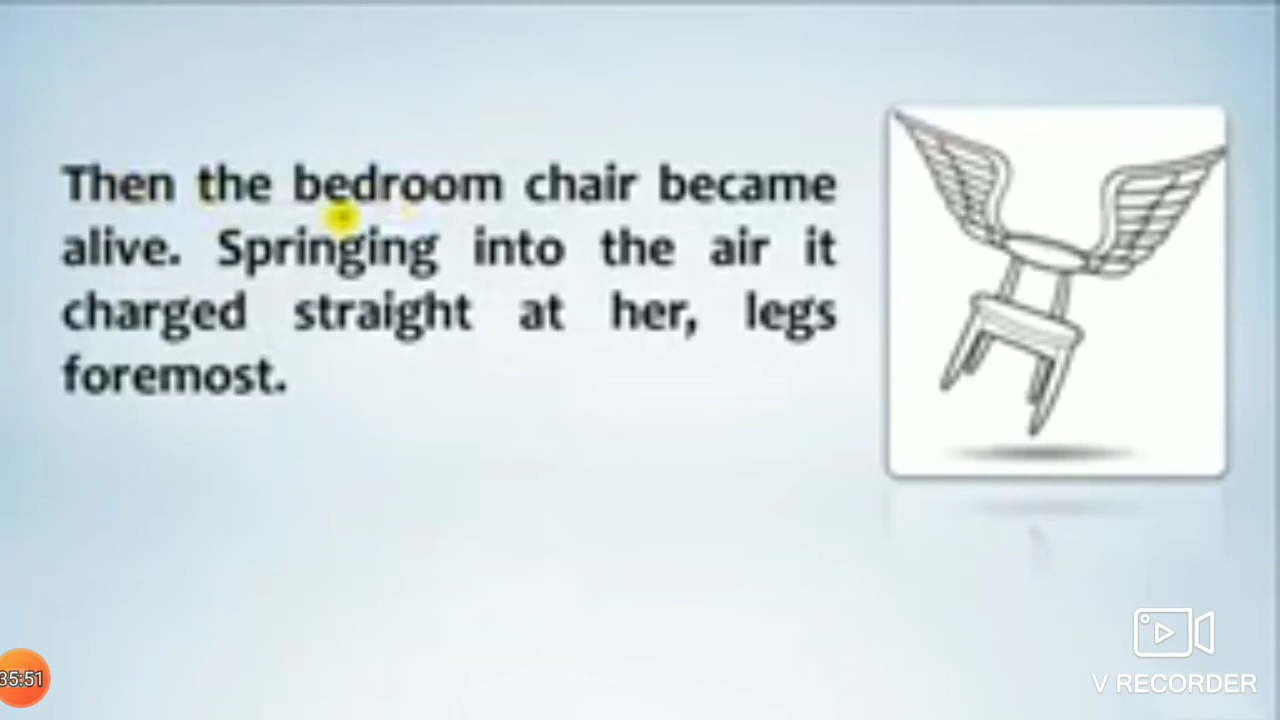 Then the bedroom chair became
alive. Springing into the air it
charged straight at her, legs
foremost.
35:51
V RECORDER